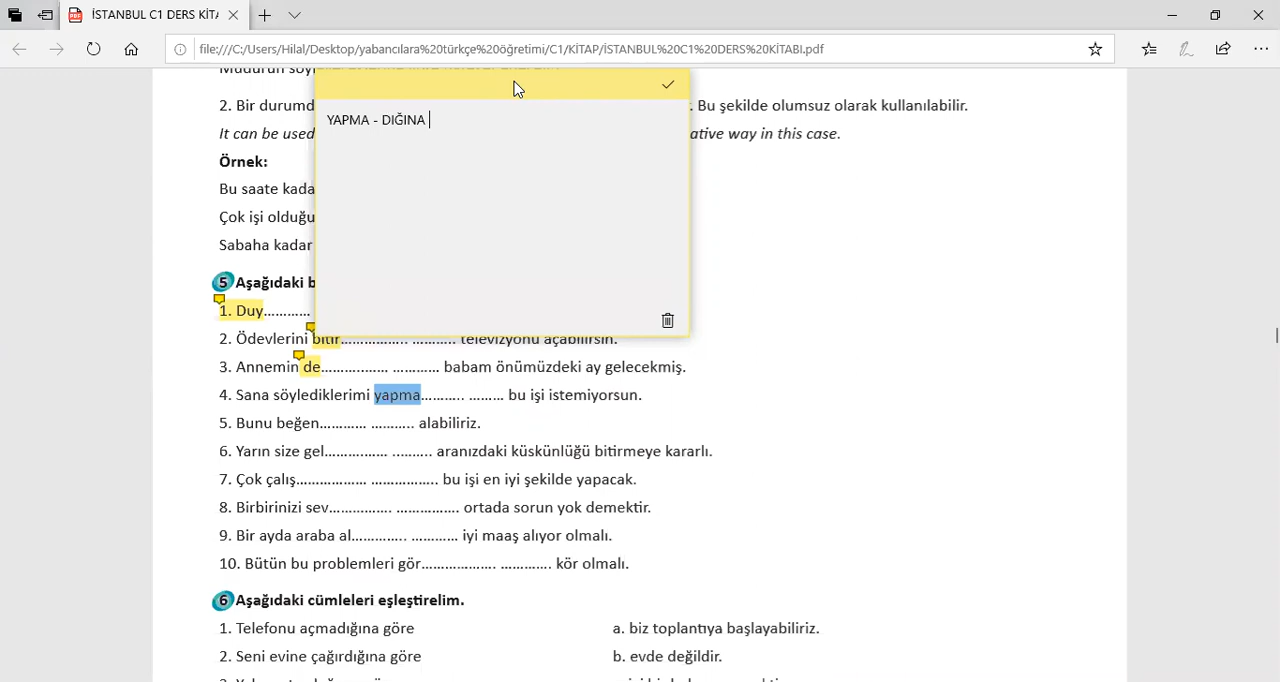 İSTANBUL C1 DERS KİTA
file:///C:/Users/Hilal/Desktop/yabancılara%20türkçe%20öğretimi/C1/KİTAP/İSTANBUL%20C1%20DERS%20KİTABI.pdf
YAPMA - DIĞINA
2. Bir durumd . Bu şekilde olumsuz olarak kullanılabilir.
It can be used ative way in this case.
Örnek:
Bu saate kada
Çok işi olduğu
Sabaha kadar
5 Aşağıdaki b
1. Duy............
2. Ödevlerini bitir................ ........... televizyonu açabilirsin.
3. Annemin de................. ............ babam önümüzdeki ay gelecekmiş.
4. Sana söylediklerimi yapma........... ......... bu işi istemiyorsun.
5. Bunu beğen............ ........... alabiliriz.
6. Yarın size gel................ .......... aranızdaki küskünlüğü bitirmeye kararlı.
7. Çok çalış.................. ................. bu işi en iyi şekilde yapacak.
8. Birbirinizi sev................ ................ ortada sorun yok demektir.
9. Bir ayda araba al.............. ............ iyi maaş alıyor olmalı.
10. Bütün bu problemleri gör................... ............. kör olmalı.
6 Aşağıdaki cümleleri eşleştirelim.
1. Telefonu açmadığına göre a. biz toplantıya başlayabiliriz.
2. Seni evine çağırdığına göre b. evde değildir.